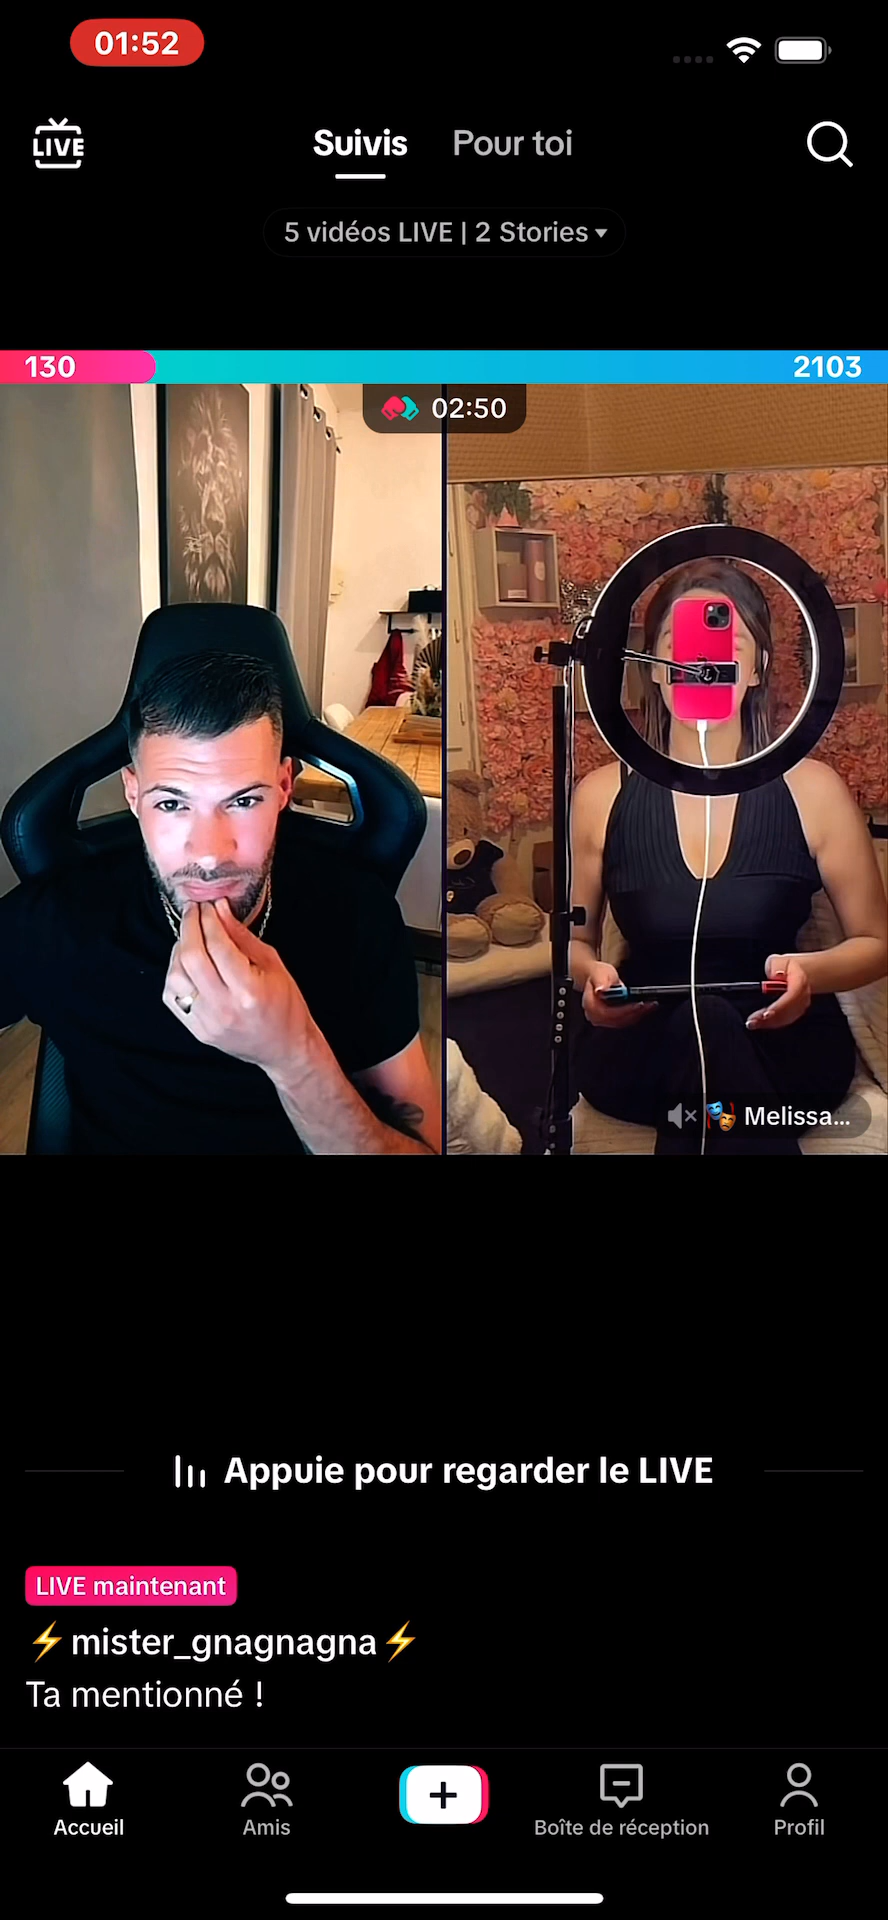 01:52
LIVE
Suivis
Pour toi
5 vidéos LIVE | 2 Stories
130
2103
02:50
Melissa...
Appuie pour regarder le LIVE
LIVE maintenant
⚡mister_gnagnagna⚡
Ta mentionné !
Accueil
Amis
Boîte de réception
Profil